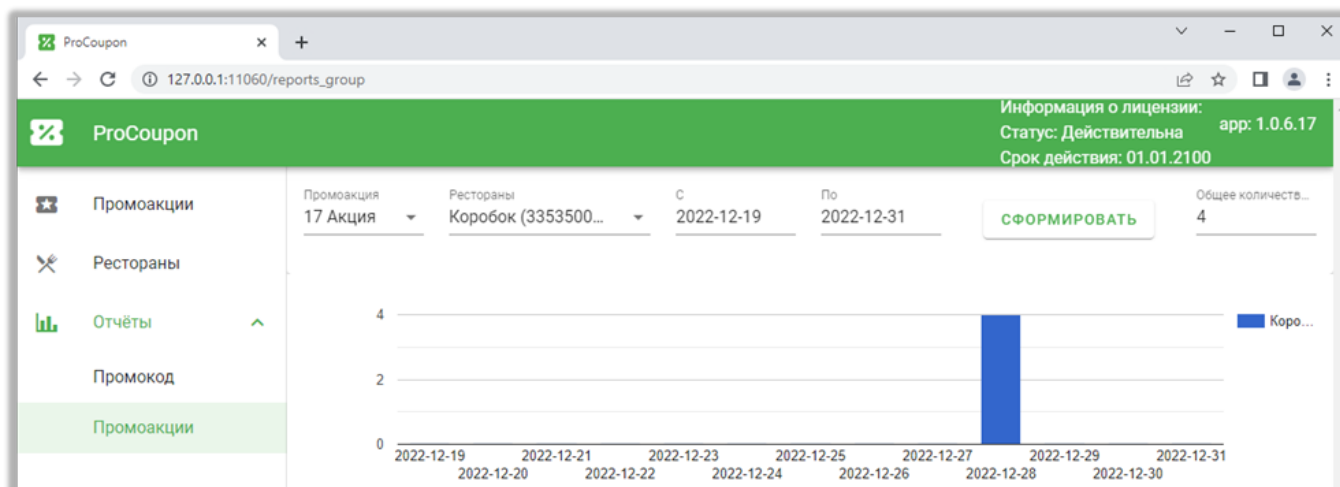 ProCoupon
127.0.0.1:11060/reports_group
ProCoupon
Информация о лицензии:
Статус: Действительна
Срок действия: 01.01.2100
app: 1.0.6.17
Промоакции
Рестораны
Отчёты
Промокод
Промоакции
Промоакция
17 Акция
Рестораны
Коробок (3353500...
С
2022-12-19
По
2022-12-31
СФОРМИРОВАТЬ
Общее количеств...
4
4
2
0
Коро...
2022-12-19 2022-12-21 2022-12-23 2022-12-25 2022-12-27 2022-12-29 2022-12-31
2022-12-20 2022-12-22 2022-12-24 2022-12-26 2022-12-28 2022-12-30